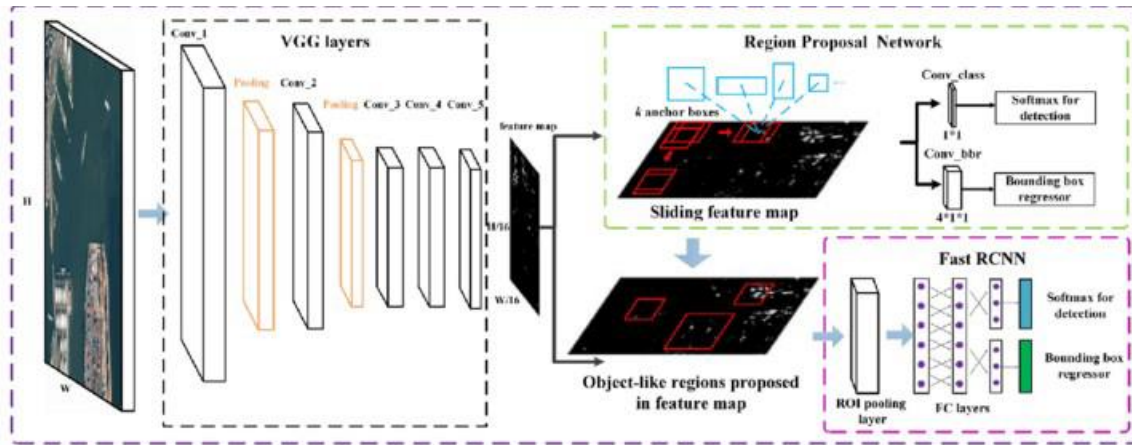 H
W
VGG layers
Conv_1
Pooling
Conv_2
Pooling
Conv_3
Conv_4
Conv_5
feature map
H/16
W/16
Region Proposal Network
k anchor boxes
...
Sliding feature map
Conv_class
1*1
Softmax for
detection
Conv_bbr
4*1*1
Bounding box
regressor
Object-like regions proposed
in feature map
Fast RCNN
ROI pooling
layer
FC layers
Softmax for
detection
Bounding box
regressor